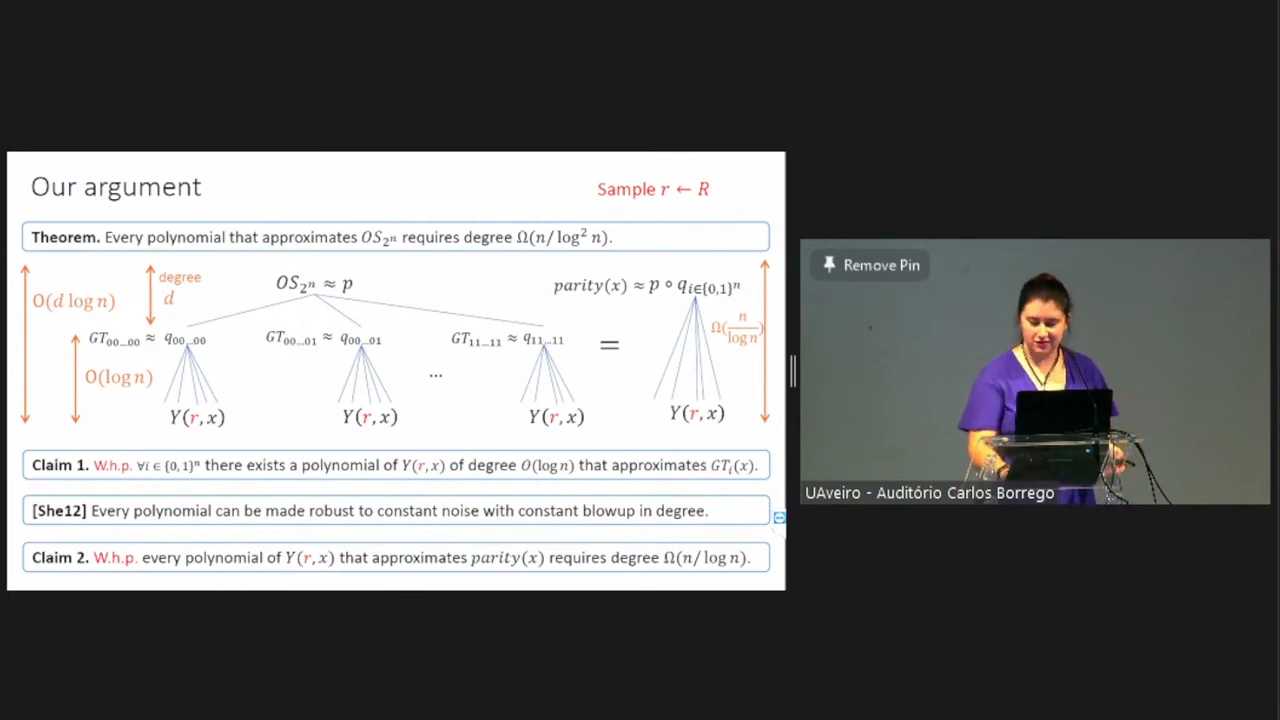 Our argument
Sample r ← R
Theorem. Every polynomial that approximates OS_{2^n} requires degree Ω(n/log² n).
O(d log n)
degree
d
OS_{2^n} ≈ p
parity(x) ≈ p ∘ q_{i∈{0,1}^n}
GT_{00…00} ≈ q_{00…00}
GT_{00…01} ≈ q_{00…01}
GT_{11…11} ≈ q_{11…11}
=
Ω(n/log n)
O(log n)
...
Y(r, x)
Y(r, x)
Y(r, x)
Y(r, x)
Claim 1. W.h.p. ∀i ∈ {0,1}ⁿ there exists a polynomial of Y(r, x) of degree O(log n) that approximates GT_i(x).
[She12] Every polynomial can be made robust to constant noise with constant blowup in degree.
Claim 2. W.h.p. every polynomial of Y(r, x) that approximates parity(x) requires degree Ω(n/log n).
Remove Pin
UAveiro - Auditório Carlos Borrego